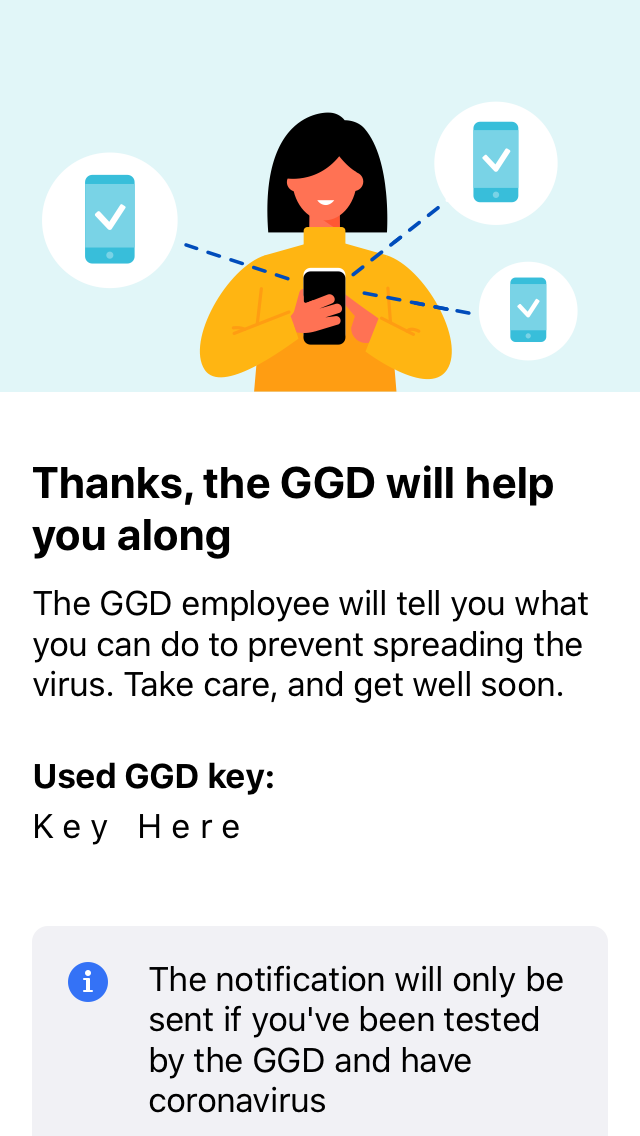 Thanks, the GGD will help
you along
The GGD employee will tell you what
you can do to prevent spreading the
virus. Take care, and get well soon.
Used GGD key:
Key Here
The notification will only be
sent if you've been tested
by the GGD and have
coronavirus